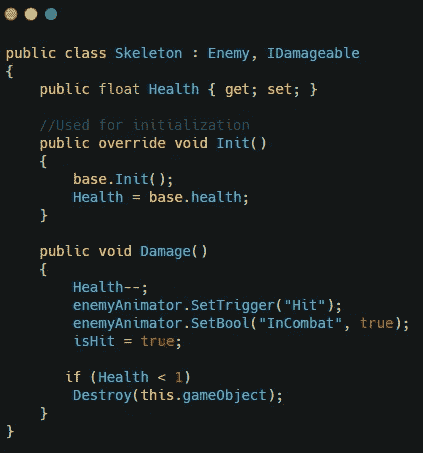 public class Skeleton : Enemy, IDamageable
{
    public float Health { get; set; }
    //Used for initialization
    public override void Init()
    {
        base.Init();
        Health = base.health;
    }
    public void Damage()
    {
        Health--;
        enemyAnimator.SetTrigger("Hit");
        enemyAnimator.SetBool("InCombat", true);
        isHit = true;
       if (Health < 1)
        Destroy(this.gameObject);
    }
}